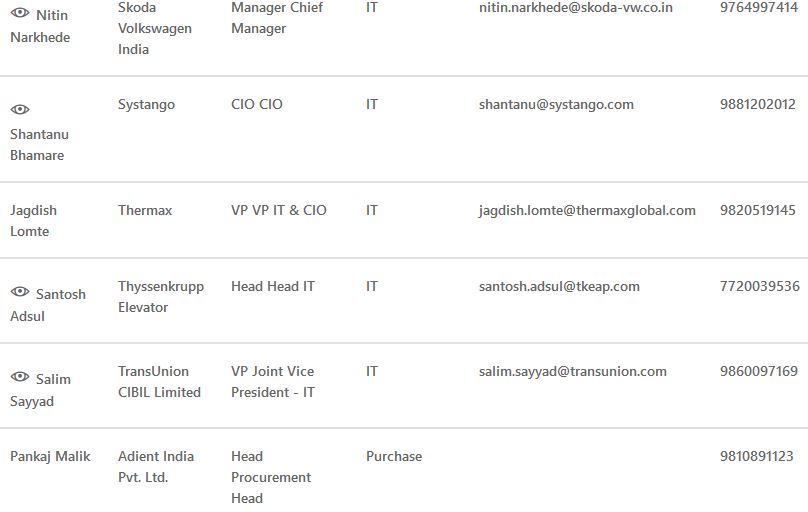 Nitin Narkhede Skoda Volkswagen India Manager Chief Manager IT nitin.narkhede@skoda-vw.co.in 9764997414
Shantanu Bhamare Systango CIO CIO IT shantanu@systango.com 9881202012
Jagdish Lomte Thermax VP VP IT & CIO IT jagdish.lomte@thermaxglobal.com 9820519145
Santosh Adsul Thyssenkrupp Elevator Head Head IT IT santosh.adsul@tkeap.com 7720039536
Salim Sayyad TransUnion CIBIL Limited VP Joint Vice President - IT IT salim.sayyad@transunion.com 9860097169
Pankaj Malik Adient India Pvt. Ltd. Head Procurement Head Purchase 9810891123